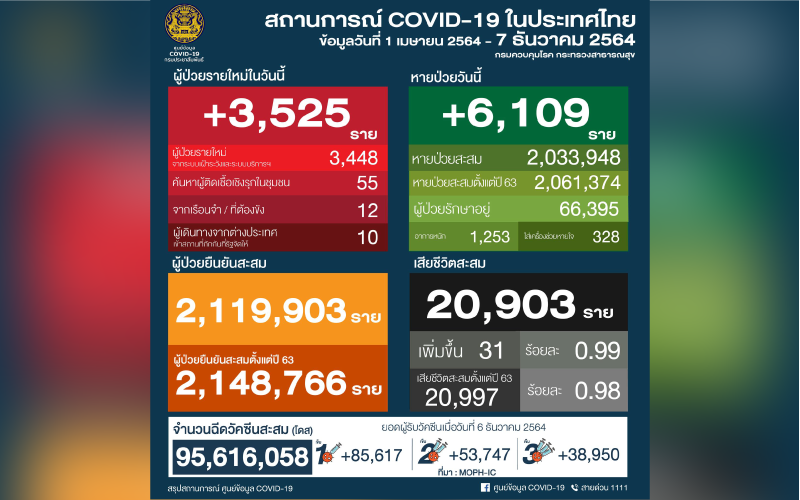 สถานการณ์ COVID-19 ในประเทศไทย
ข้อมูลวันที่ 1 เมษายน 2564 - 7 ธันวาคม 2564
กรมควบคุมโรค กระทรวงสาธารณสุข
ศูนย์ข้อมูล
COVID-19
กรมประชาสัมพันธ์
ผู้ป่วยรายใหม่ในวันนี้
+3,525 ราย
ผู้ป่วยรายใหม่ 3,448
จากระบบเฝ้าระวังและระบบบริการฯ
ค้นหาผู้ติดเชื้อเชิงรุกในชุมชน 55
จากเรือนจำ / ที่ต้องขัง 12
ผู้เดินทางจากต่างประเทศ 10
เข้าสถานที่กักกันที่รัฐจัดให้
หายป่วยวันนี้
+6,109 ราย
หายป่วยสะสม 2,033,948
หายป่วยสะสมตั้งแต่ปี 63 2,061,374
ผู้ป่วยรักษาอยู่ 66,395
อาการหนัก 1,253 ใส่เครื่องช่วยหายใจ 328
ผู้ป่วยยืนยันสะสม
2,119,903 ราย
ผู้ป่วยยืนยันสะสมตั้งแต่ปี 63
2,148,766 ราย
เสียชีวิตสะสม
20,903 ราย
เพิ่มขึ้น 31 ร้อยละ 0.99
เสียชีวิตสะสมตั้งแต่ปี 63
20,997 ร้อยละ 0.98
จำนวนฉีดวัคซีนสะสม (โดส)
95,616,058
ยอดผู้รับวัคซีนเมื่อวันที่ 6 ธันวาคม 2564
เข็ม 1 +85,617 เข็ม 2 +53,747 เข็ม 3 +38,950
ที่มา : MOPH-IC
สรุปสถานการณ์ ศูนย์ข้อมูล COVID-19
ศูนย์ข้อมูล COVID-19 สายด่วน 1111